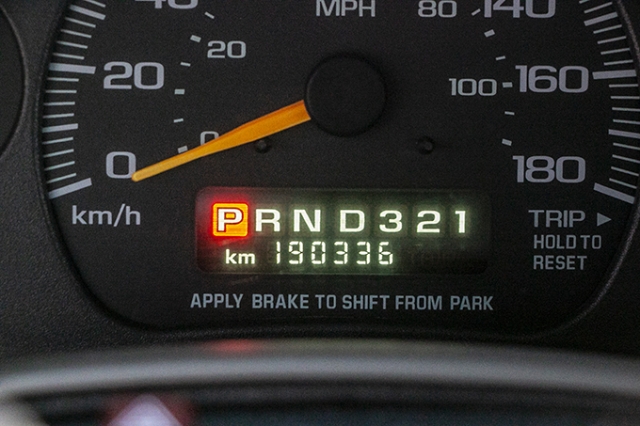 MPH 80 140
20 20 100 160
0 0 180
km/h PRND321 TRIP ▶
km 190336 HOLD TO
RESET
APPLY BRAKE TO SHIFT FROM PARK